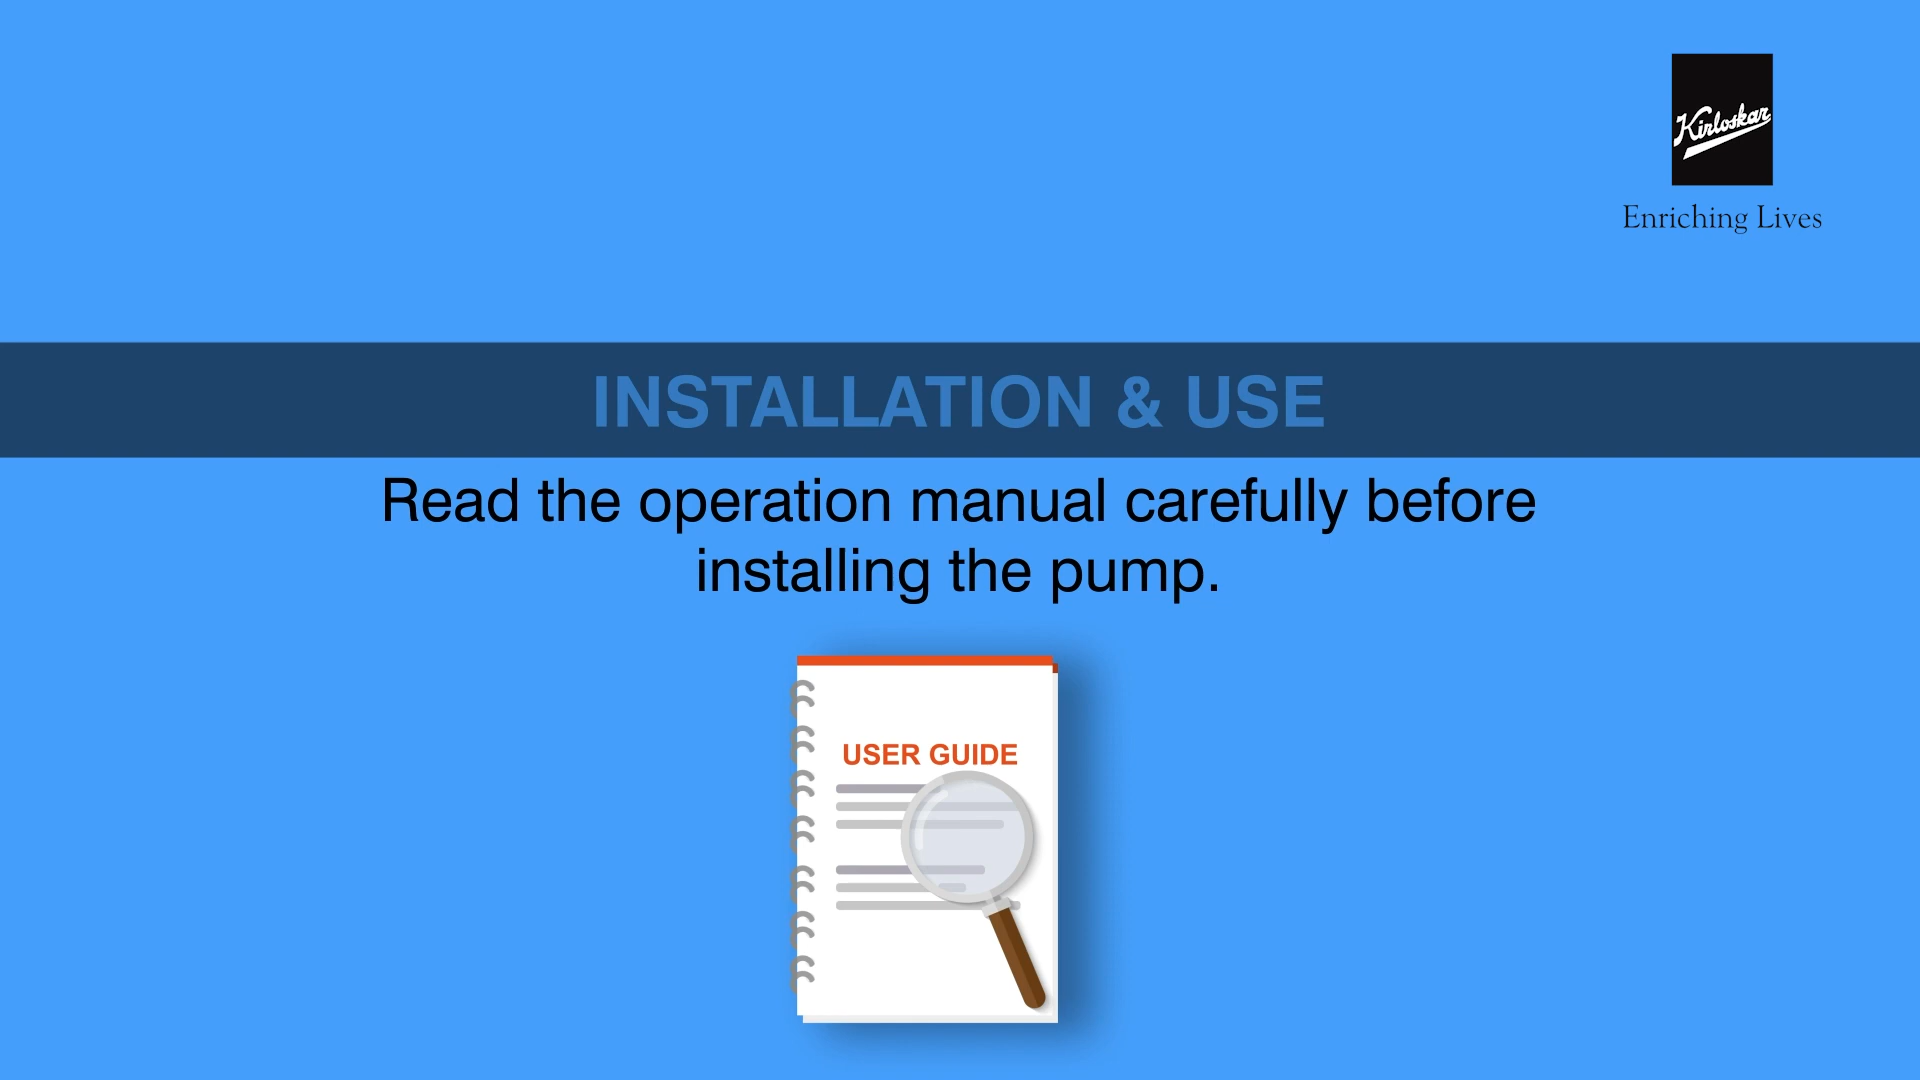 Kirloskar
Enriching Lives
INSTALLATION & USE
Read the operation manual carefully before
installing the pump.
USER GUIDE